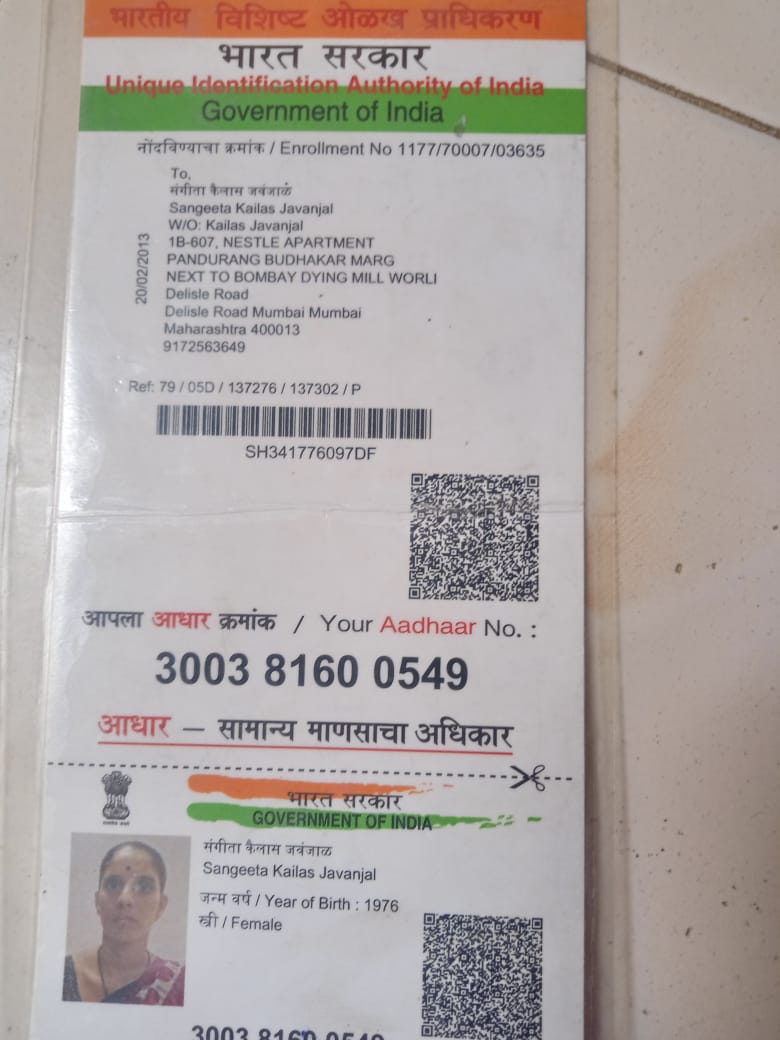 भारतीय विशिष्ट ओळख प्राधिकरण
भारत सरकार
Unique Identification Authority of India
Government of India
नोंदविण्याचा क्रमांक / Enrollment No 1177/70007/03635
To,
संगीता कैलास जवंजाळ
Sangeeta Kailas Javanjal
W/O: Kailas Javanjal
1B-607, NESTLE APARTMENT
PANDURANG BUDHAKAR MARG
NEXT TO BOMBAY DYING MILL WORLI
Delisle Road
Delisle Road Mumbai Mumbai
Maharashtra 400013
9172563649
20/02/2013
Ref: 79 / 05D / 137276 / 137302 / P
SH341776097DF
आपला आधार क्रमांक / Your Aadhaar No. :
3003 8160 0549
आधार – सामान्य माणसाचा अधिकार
भारत सरकार
GOVERNMENT OF INDIA
संगीता कैलास जवंजाळ
Sangeeta Kailas Javanjal
जन्म वर्ष / Year of Birth : 1976
स्त्री / Female
3003 8160 0549